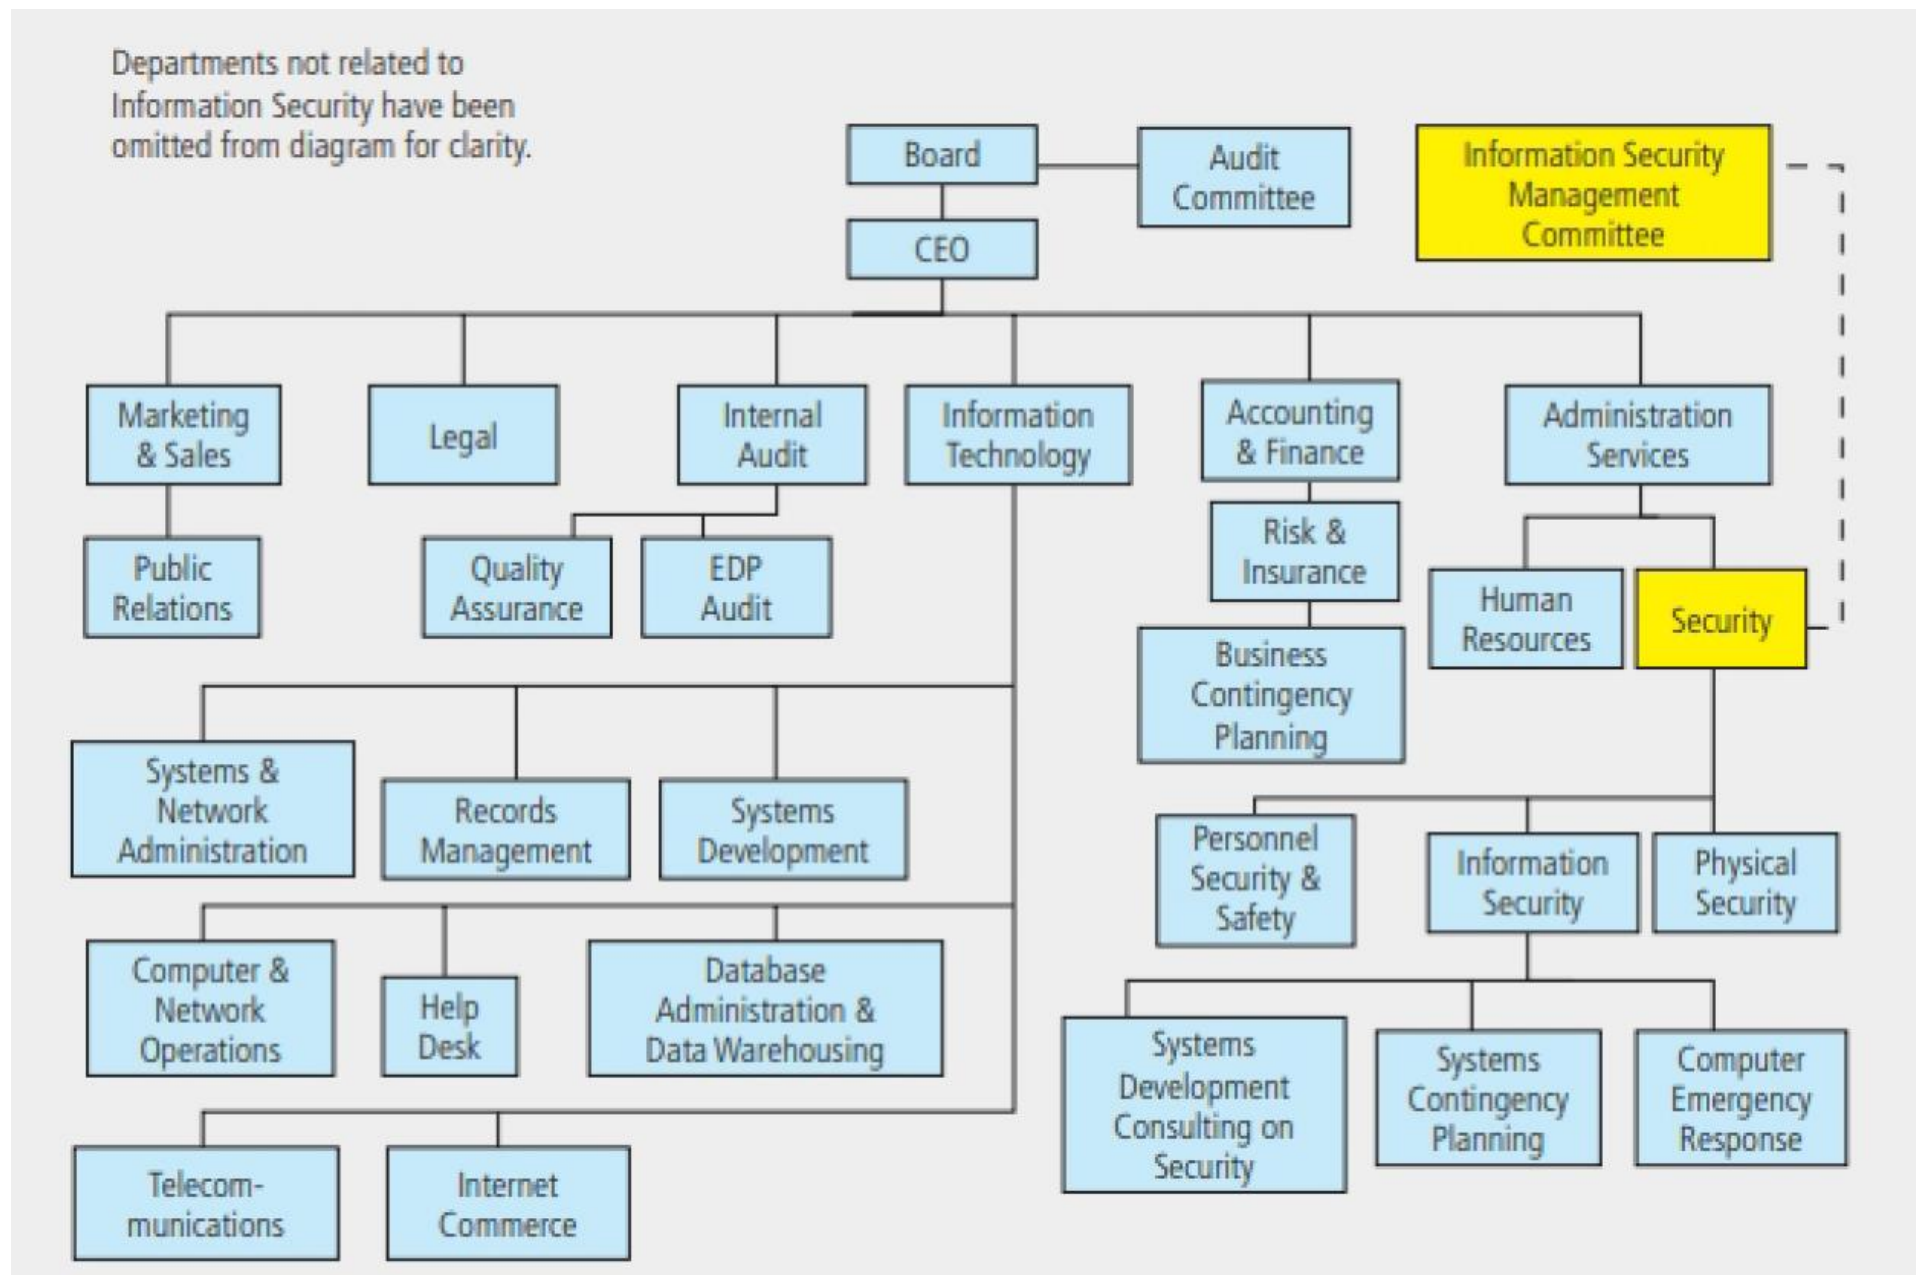 Departments not related to
Information Security have been
omitted from diagram for clarity.
Board
Audit
Committee
Information Security
Management
Committee
CEO
Marketing
& Sales
Legal
Internal
Audit
Information
Technology
Accounting
& Finance
Administration
Services
Public
Relations
Quality
Assurance
EDP
Audit
Risk &
Insurance
Human
Resources
Security
Business
Contingency
Planning
Systems &
Network
Administration
Records
Management
Systems
Development
Personnel
Security &
Safety
Information
Security
Physical
Security
Computer &
Network
Operations
Help
Desk
Database
Administration &
Data Warehousing
Systems
Development
Consulting on
Security
Systems
Contingency
Planning
Computer
Emergency
Response
Telecom-
munications
Internet
Commerce